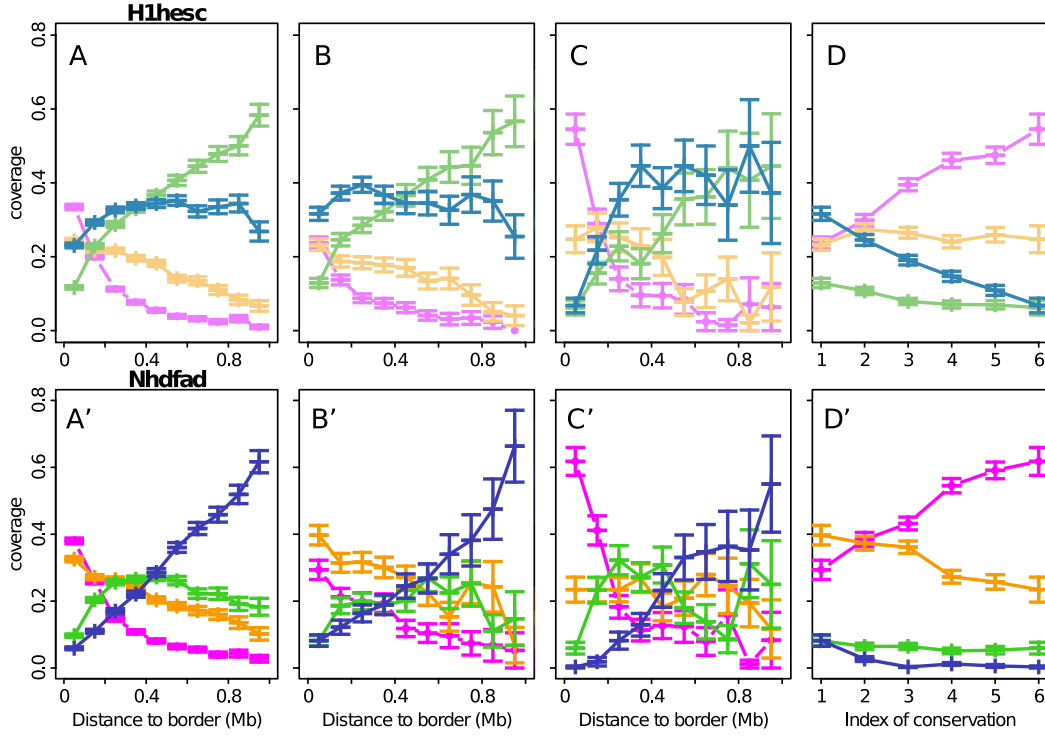 H1hesc
A B C D
coverage
0.0 0.2 0.4 0.6 0.8
0 0.4 0.8 0 0.4 0.8 0 0.4 0.8 1 2 3 4 5 6
Nhdfad
A’ B’ C’ D’
coverage
0.0 0.2 0.4 0.6 0.8
0 0.4 0.8 0 0.4 0.8 0 0.4 0.8 1 2 3 4 5 6
Distance to border (Mb) Distance to border (Mb) Distance to border (Mb) Index of conservation